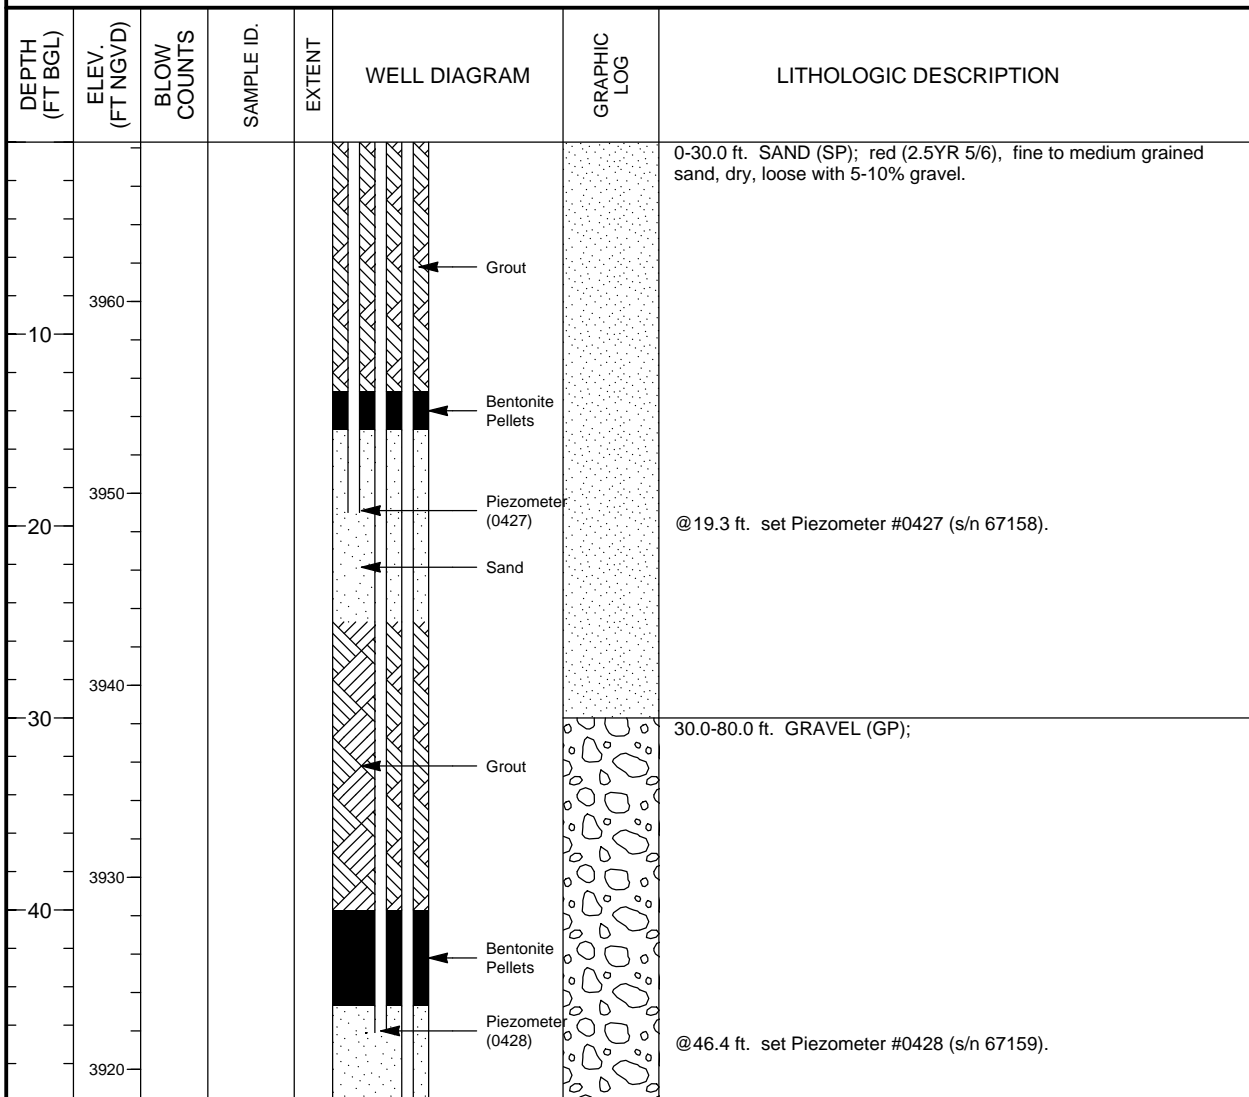 DEPTH
(FT BGL)
ELEV.
(FT NGVD)
BLOW
COUNTS
SAMPLE ID.
EXTENT
WELL DIAGRAM
GRAPHIC
LOG
LITHOLOGIC DESCRIPTION
0-30.0 ft. SAND (SP); red (2.5YR 5/6), fine to medium grained
sand, dry, loose with 5-10% gravel.
Grout
3960
10
Bentonite
Pellets
3950
Piezometer
(0427)
20
@19.3 ft. set Piezometer #0427 (s/n 67158).
Sand
3940
30
30.0-80.0 ft. GRAVEL (GP);
Grout
3930
40
Bentonite
Pellets
Piezometer
(0428)
@46.4 ft. set Piezometer #0428 (s/n 67159).
3920